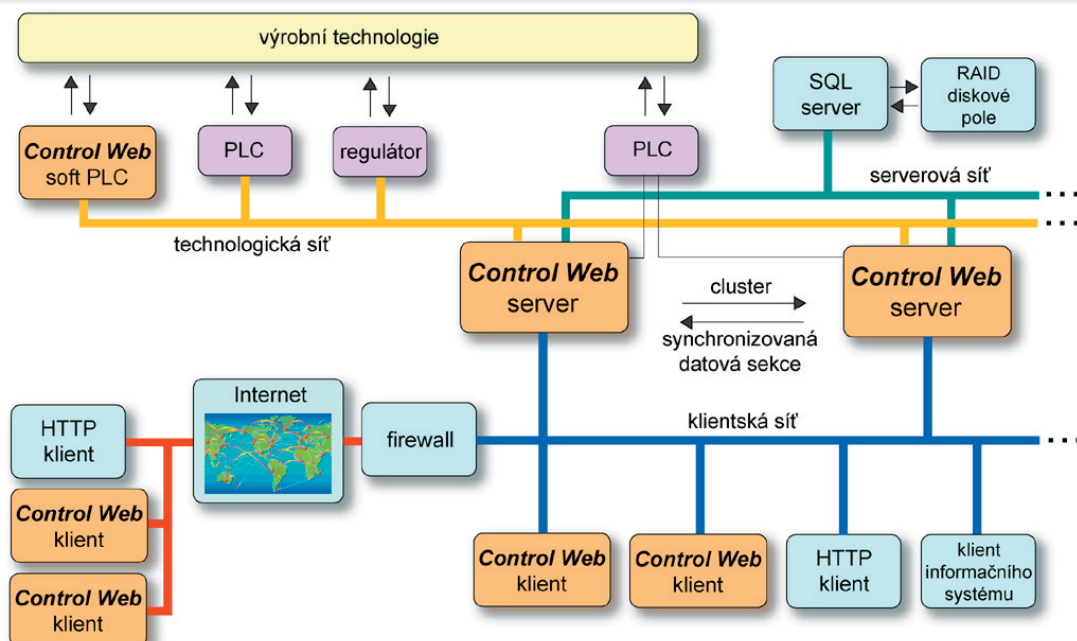 výrobní technologie
SQL
server
RAID
diskové
pole
Control Web
soft PLC
PLC
regulátor
PLC
serverová síť
technologická síť
Control Web
server
cluster
synchronizovaná
datová sekce
Control Web
server
Internet
HTTP
klient
firewall
klientská síť
Control Web
klient
Control Web
klient
Control Web
klient
Control Web
klient
HTTP
klient
klient
informačního
systému